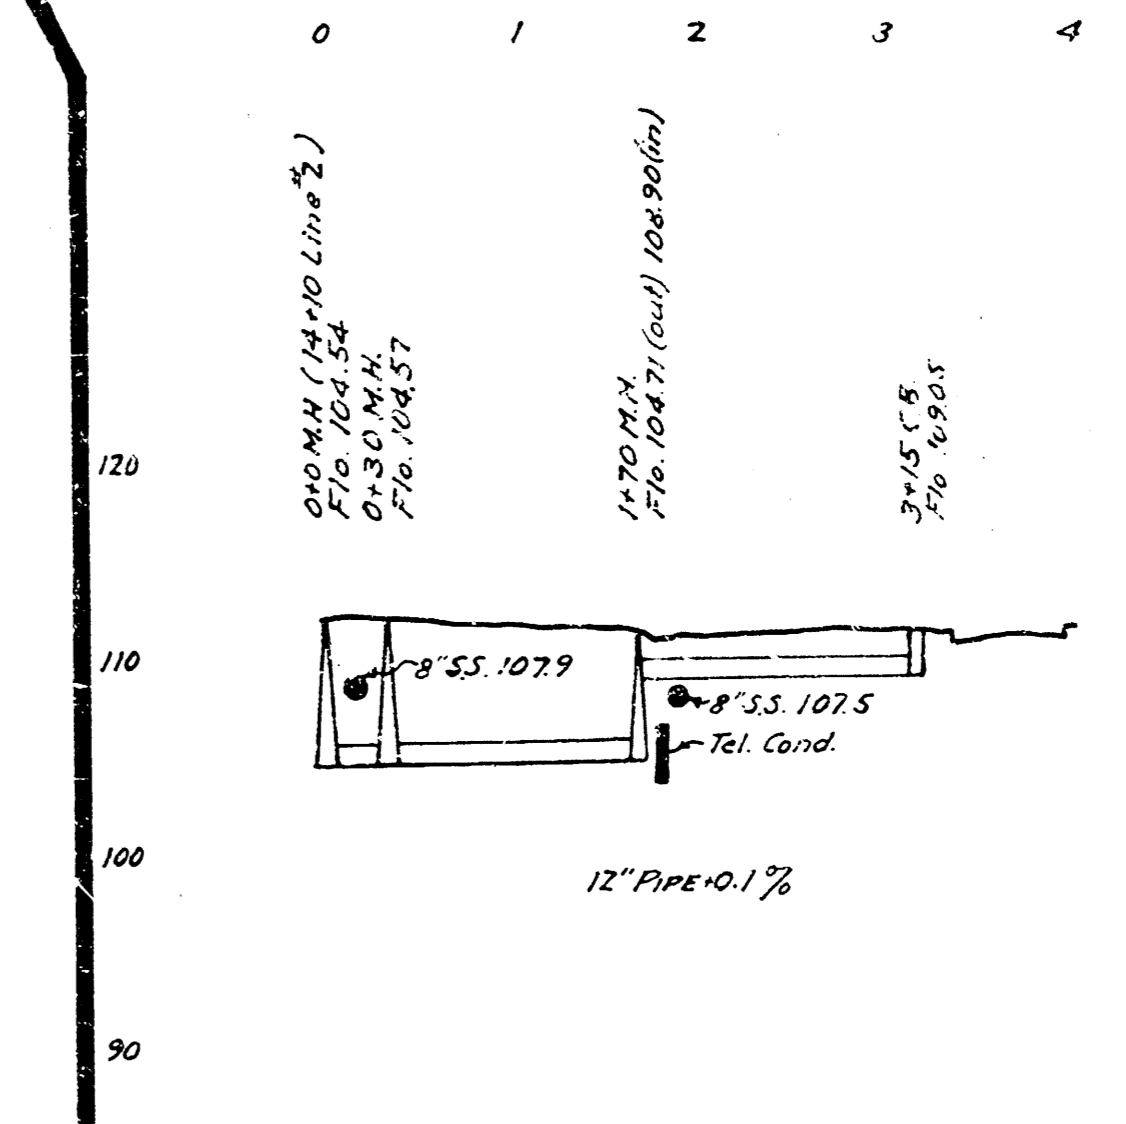 0 1 2 3 4
0+0 M.H (14+10 Line #2)
Flo. 104.54
0+30 M.H.
Flo. 104.57
1+70 M.H.
Flo. 104.71 (out) 108.90 (in)
3+15 C.B.
Flo 109.05
120
110
8" S.S. 107.9
8" S.S. 107.5
Tel. Cond.
100
12" PIPE +0.1%
90